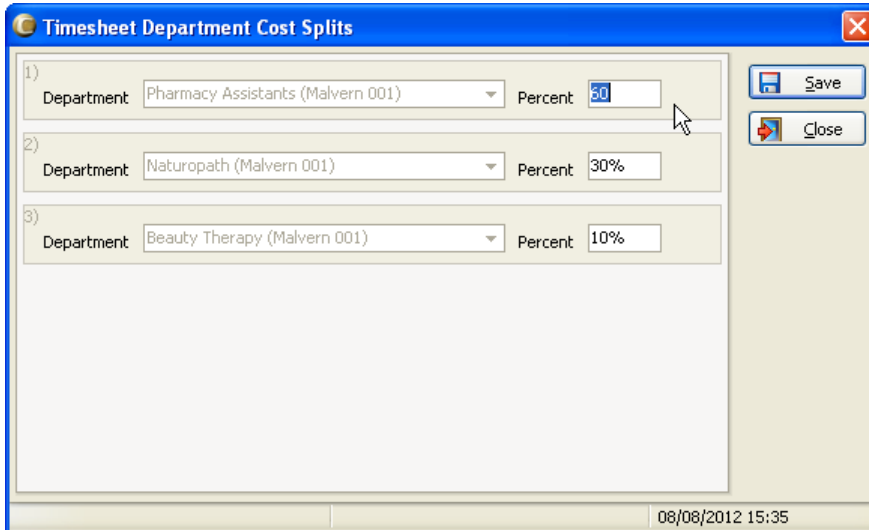 Timesheet Department Cost Splits
1)
Department Pharmacy Assistants (Malvern 001) Percent 60
Save
Close
2)
Department Naturopath (Malvern 001) Percent 30%
3)
Department Beauty Therapy (Malvern 001) Percent 10%
08/08/2012 15:35